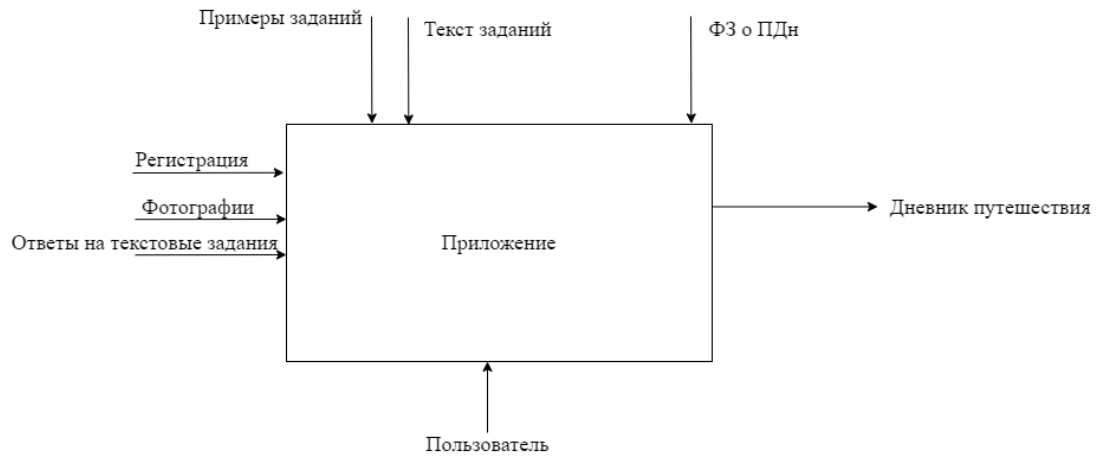 Примеры заданий
Текст заданий
ФЗ о ПДн
Регистрация
Фотографии
Ответы на текстовые задания
Приложение
Дневник путешествия
Пользователь